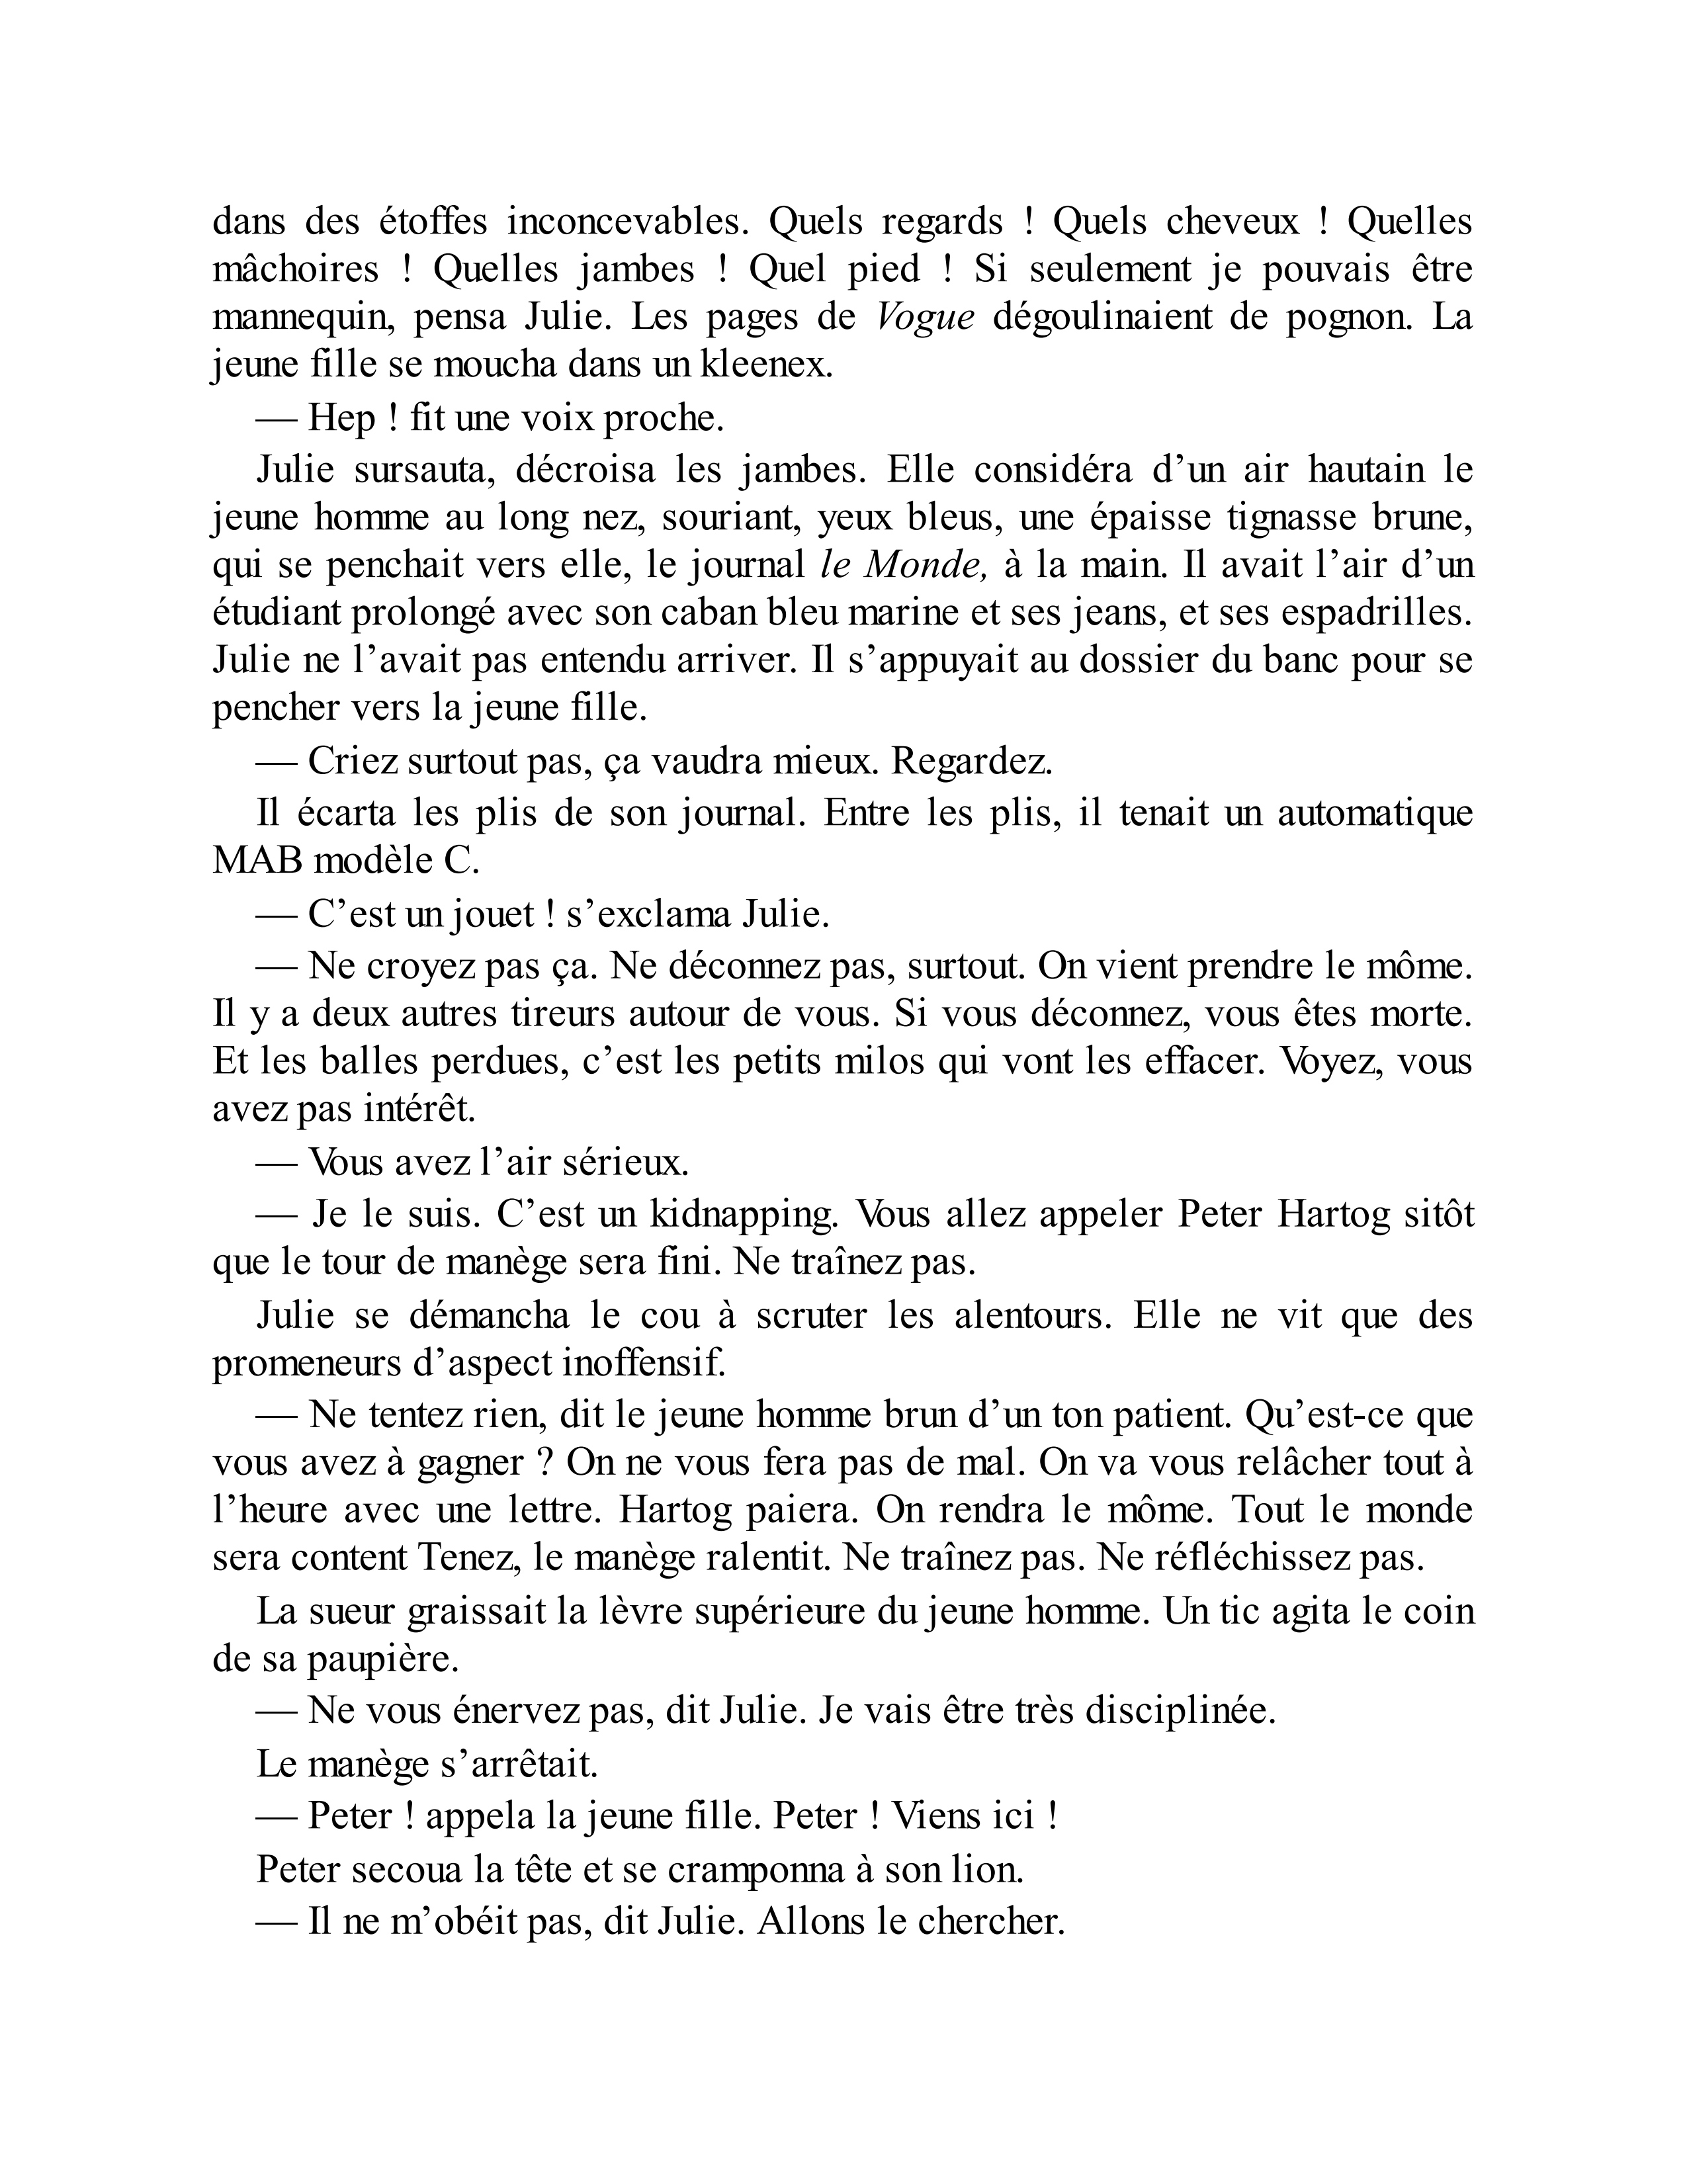 dans des étoffes inconcevables. Quels regards ! Quels cheveux ! Quelles
mâchoires ! Quelles jambes ! Quel pied ! Si seulement je pouvais être
mannequin, pensa Julie. Les pages de Vogue dégoulinaient de pognon. La
jeune fille se moucha dans un kleenex.
— Hep ! fit une voix proche.
Julie sursauta, décroisa les jambes. Elle considéra d’un air hautain le
jeune homme au long nez, souriant, yeux bleus, une épaisse tignasse brune,
qui se penchait vers elle, le journal le Monde, à la main. Il avait l’air d’un
étudiant prolongé avec son caban bleu marine et ses jeans, et ses espadrilles.
Julie ne l’avait pas entendu arriver. Il s’appuyait au dossier du banc pour se
pencher vers la jeune fille.
— Criez surtout pas, ça vaudra mieux. Regardez.
Il écarta les plis de son journal. Entre les plis, il tenait un automatique
MAB modèle C.
— C’est un jouet ! s’exclama Julie.
— Ne croyez pas ça. Ne déconnez pas, surtout. On vient prendre le môme.
Il y a deux autres tireurs autour de vous. Si vous déconnez, vous êtes morte.
Et les balles perdues, c’est les petits milos qui vont les effacer. Voyez, vous
avez pas intérêt.
— Vous avez l’air sérieux.
— Je le suis. C’est un kidnapping. Vous allez appeler Peter Hartog sitôt
que le tour de manège sera fini. Ne traînez pas.
Julie se démancha le cou à scruter les alentours. Elle ne vit que des
promeneurs d’aspect inoffensif.
— Ne tentez rien, dit le jeune homme brun d’un ton patient. Qu’est-ce que
vous avez à gagner ? On ne vous fera pas de mal. On va vous relâcher tout à
l’heure avec une lettre. Hartog paiera. On rendra le môme. Tout le monde
sera content Tenez, le manège ralentit. Ne traînez pas. Ne réfléchissez pas.
La sueur graissait la lèvre supérieure du jeune homme. Un tic agita le coin
de sa paupière.
— Ne vous énervez pas, dit Julie. Je vais être très disciplinée.
Le manège s’arrêtait.
— Peter ! appela la jeune fille. Peter ! Viens ici !
Peter secoua la tête et se cramponna à son lion.
— Il ne m’obéit pas, dit Julie. Allons le chercher.